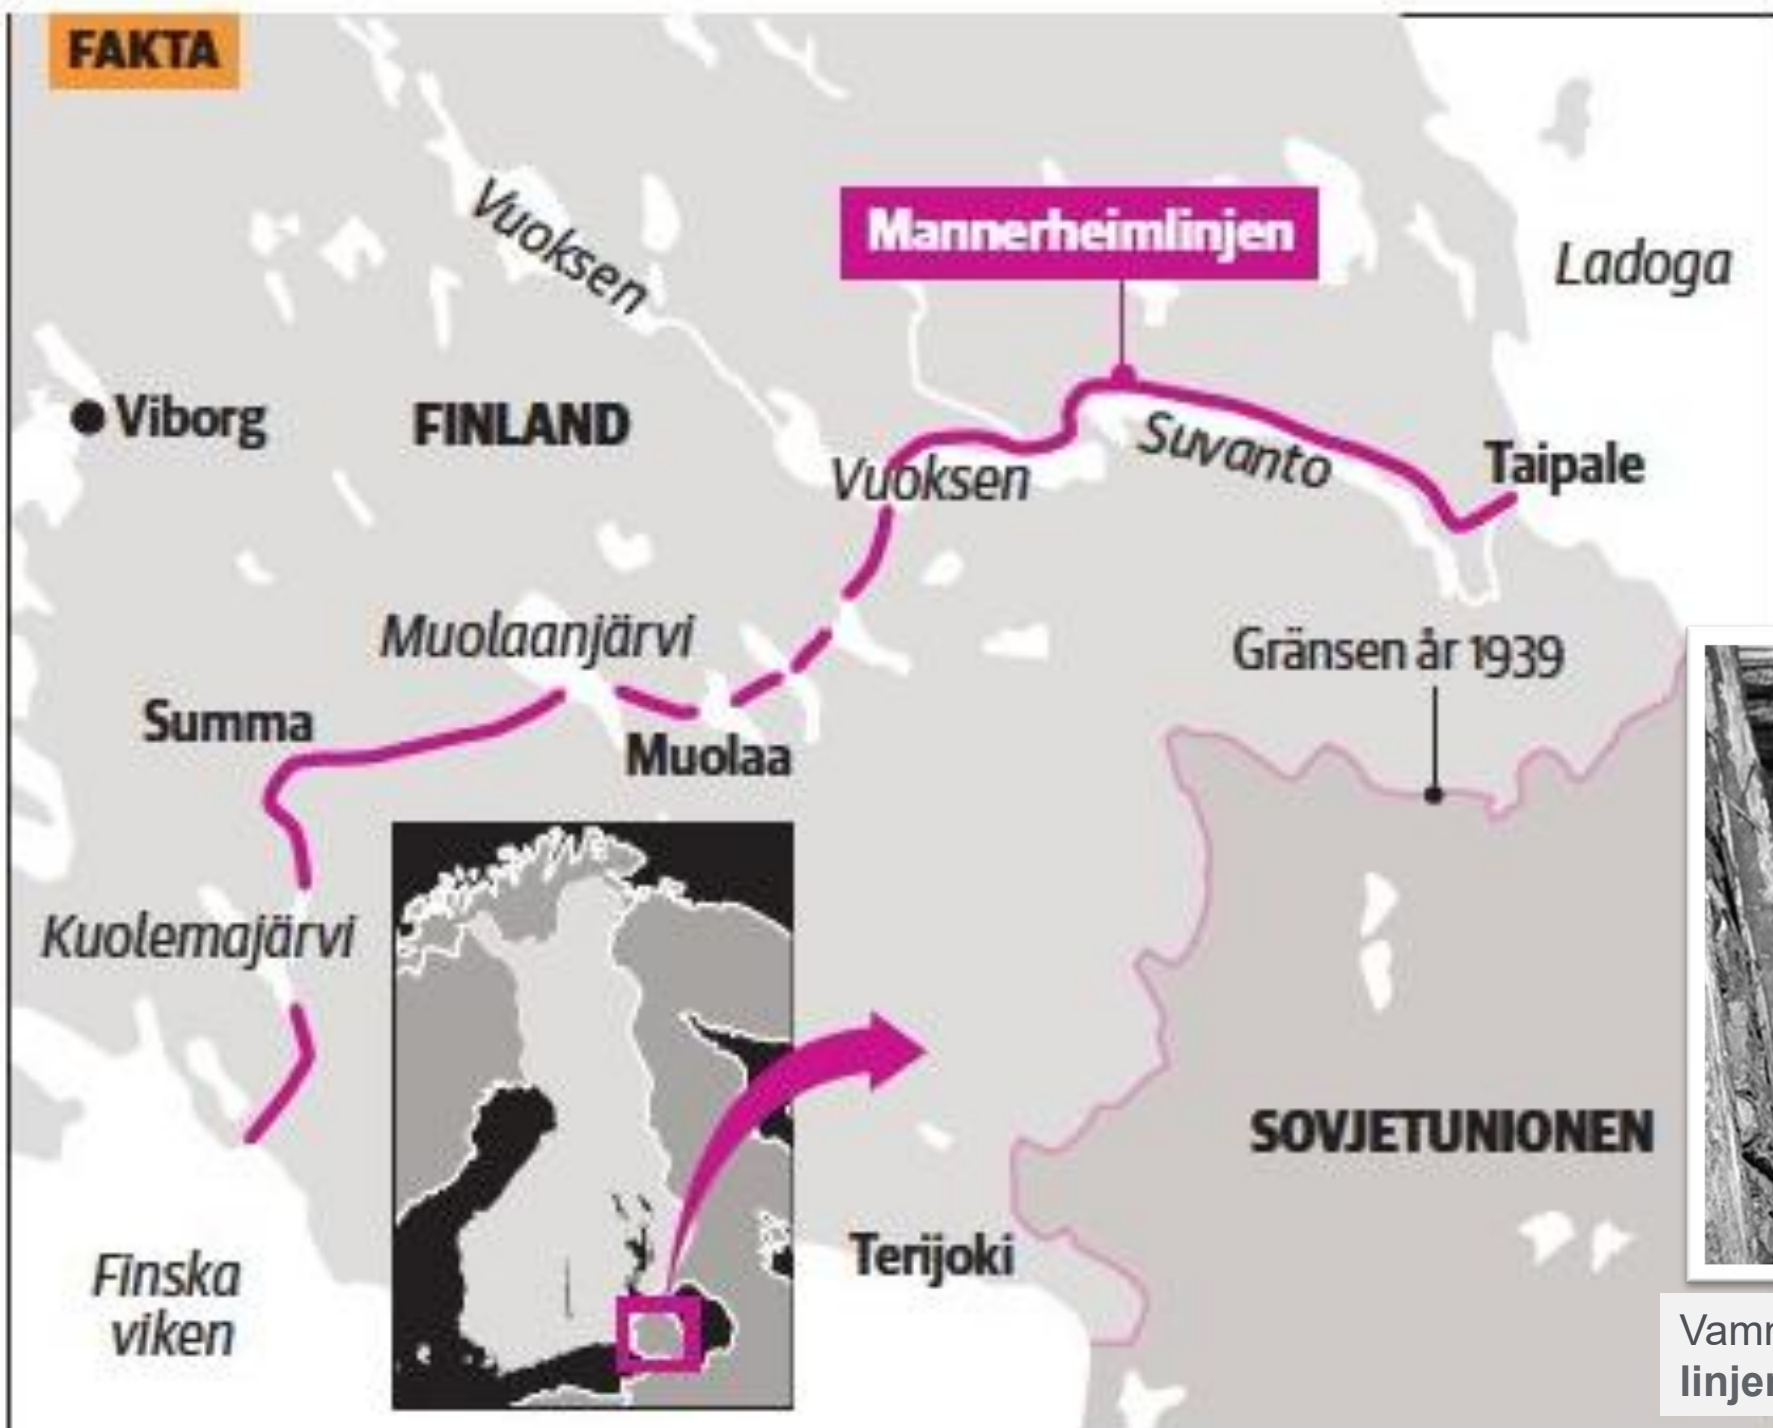 FAKTA
Vuoksen
Mannerheimlinjen
Ladoga
Viborg
FINLAND
Vuoksen
Suvanto
Taipale
Muolaanjärvi
Gränsen år 1939
Summa
Muolaa
Kuolemajärvi
SOVJETUNIONEN
Terijoki
Finska
viken